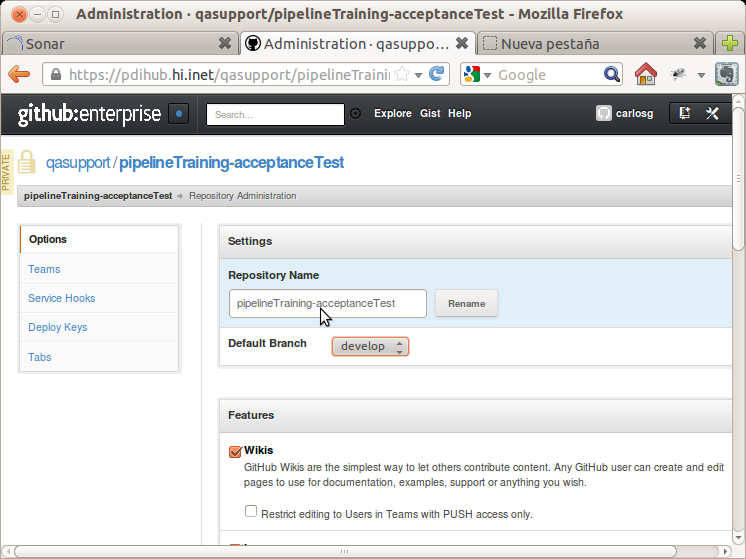 Administration · qasupport/pipelineTraining-acceptanceTest - Mozilla Firefox
Sonar
Administration · qasuppo...
Nueva pestaña
https://pdihub.hi.inet/qasupport/pipelineTraini
Google
github:enterprise
Search...
Explore Gist Help
carlosg
PRIVATE
qasupport / pipelineTraining-acceptanceTest
pipelineTraining-acceptanceTest Repository Administration
Options
Teams
Service Hooks
Deploy Keys
Tabs
Settings
Repository Name
pipelineTraining-acceptanceTest
Rename
Default Branch
develop
Features
Wikis
GitHub Wikis are the simplest way to let others contribute content. Any GitHub user can create and edit
pages to use for documentation, examples, support or anything you wish.
Restrict editing to Users in Teams with PUSH access only.